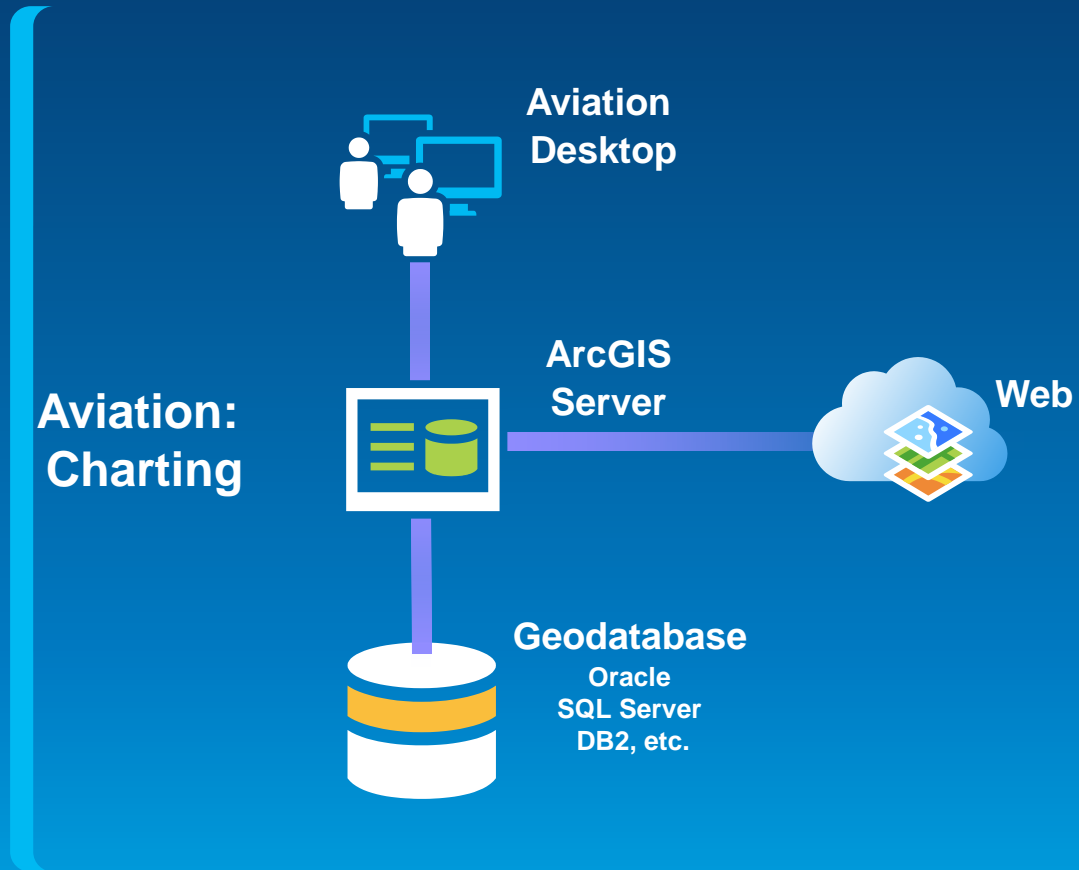 Aviation
Desktop
ArcGIS
Server
Web
Aviation:
Charting
Geodatabase
Oracle
SQL Server
DB2, etc.